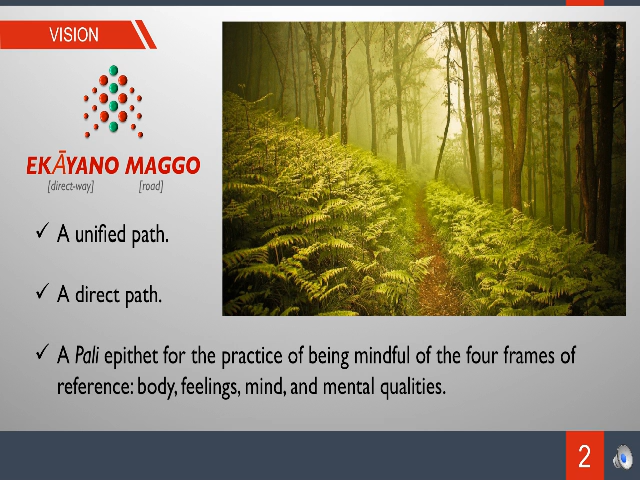 VISION
EKĀYANO MAGGO
[direct-way] [road]
✓ A unified path.
✓ A direct path.
✓ A Pali epithet for the practice of being mindful of the four frames of
reference: body, feelings, mind, and mental qualities.
2